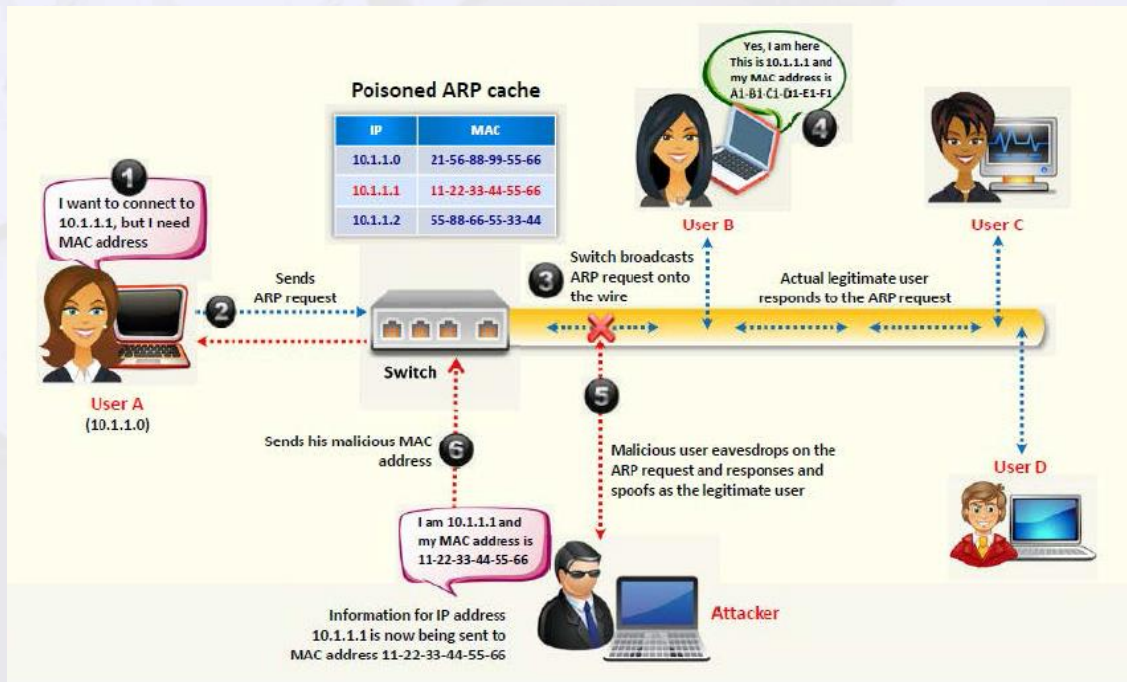 Poisoned ARP cache
IP MAC
10.1.1.0 21-56-88-99-55-66
10.1.1.1 11-22-33-44-55-66
10.1.1.2 55-88-66-55-33-44
1
I want to connect to
10.1.1.1, but I need
MAC address
User A
(10.1.1.0)
2
Sends
ARP request
Switch
3
Switch broadcasts
ARP request onto
the wire
Yes, I am here
This is 10.1.1.1 and
my MAC address is
A1-B1-C1-D1-E1-F1
4
User B
User C
Actual legitimate user
responds to the ARP request
5
Malicious user eavesdrops on the
ARP request and responses and
spoofs as the legitimate user
User D
Sends his malicious MAC
address
6
I am 10.1.1.1 and
my MAC address is
11-22-33-44-55-66
Information for IP address
10.1.1.1 is now being sent to
MAC address 11-22-33-44-55-66
Attacker